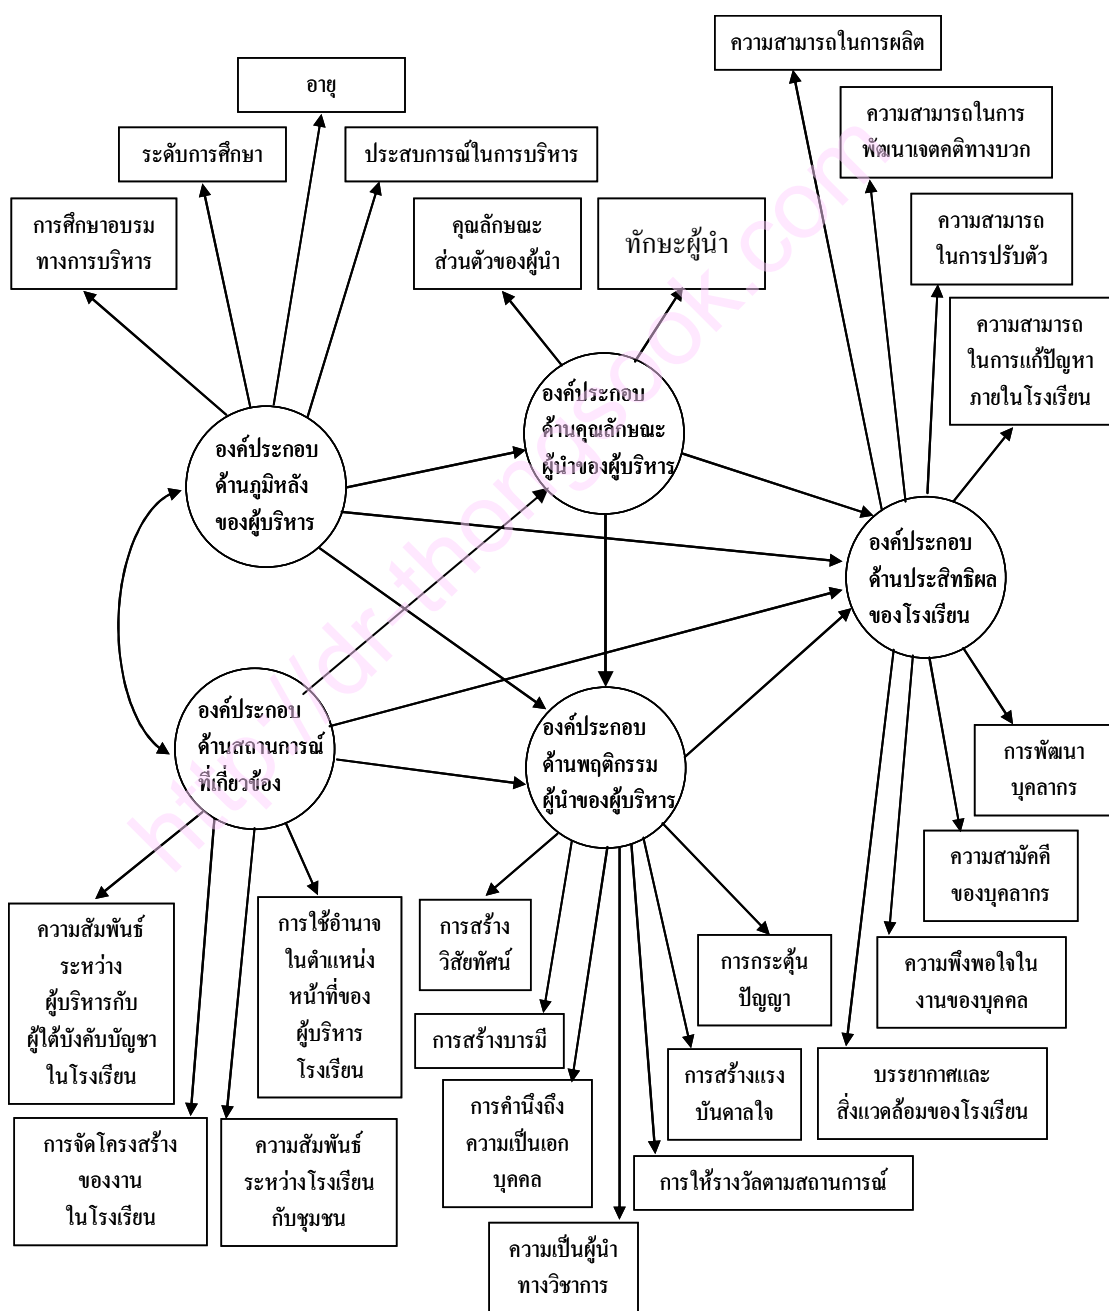 ความสามารถในการผลิต
อายุ
ความสามารถในการ
พัฒนาเจตคติทางบวก
ระดับการศึกษา
ประสบการณ์ในการบริหาร
การศึกษาอบรม
ทางการบริหาร
คุณลักษณะ
ส่วนตัวของผู้นำ
ทักษะผู้นำ
ความสามารถ
ในการปรับตัว
ความสามารถ
ในการแก้ปัญหา
ภายในโรงเรียน
องค์ประกอบ
ด้านคุณลักษณะ
ผู้นำของผู้บริหาร
องค์ประกอบ
ด้านภูมิหลัง
ของผู้บริหาร
องค์ประกอบ
ด้านประสิทธิผล
ของโรงเรียน
องค์ประกอบ
ด้านสถานการณ์
ที่เกี่ยวข้อง
องค์ประกอบ
ด้านพฤติกรรม
ผู้นำของผู้บริหาร
การพัฒนา
บุคลากร
ความสามัคคี
ของบุคลากร
ความพึงพอใจใน
งานของบุคคล
บรรยากาศและ
สิ่งแวดล้อมของโรงเรียน
ความสัมพันธ์
ระหว่าง
ผู้บริหารกับ
ผู้ใต้บังคับบัญชา
ในโรงเรียน
การใช้อำนาจ
ในตำแหน่ง
หน้าที่ของ
ผู้บริหาร
โรงเรียน
การสร้าง
วิสัยทัศน์
การกระตุ้น
ปัญญา
การสร้างบารมี
การสร้างแรง
บันดาลใจ
การคำนึงถึง
ความเป็นเอก
บุคคล
การจัดโครงสร้าง
ของงาน
ในโรงเรียน
ความสัมพันธ์
ระหว่างโรงเรียน
กับชุมชน
การให้รางวัลตามสถานการณ์
ความเป็นผู้นำ
ทางวิชาการ
http://dr-thongsook.com